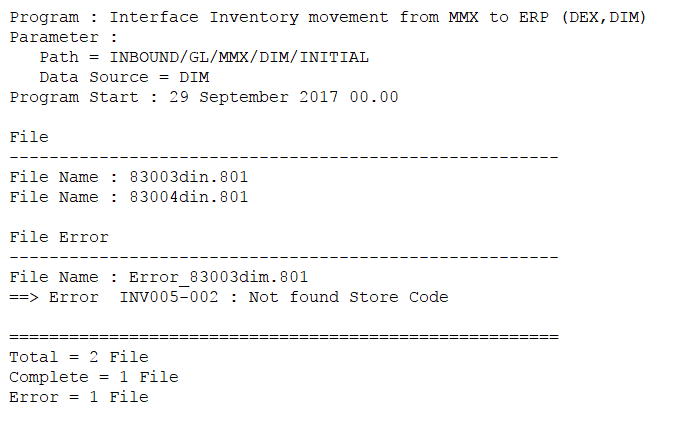 Program : Interface Inventory movement from MMX to ERP (DEX,DIM)
Parameter :
Path = INBOUND/GL/MMX/DIM/INITIAL
Data Source = DIM
Program Start : 29 September 2017 00.00
File
-------------------------------------------------------
File Name : 83003din.801
File Name : 83004din.801
File Error
-------------------------------------------------------
File Name : Error_83003dim.801
==> Error  INV005-002 : Not found Store Code
=======================================================
Total = 2 File
Complete = 1 File
Error = 1 File